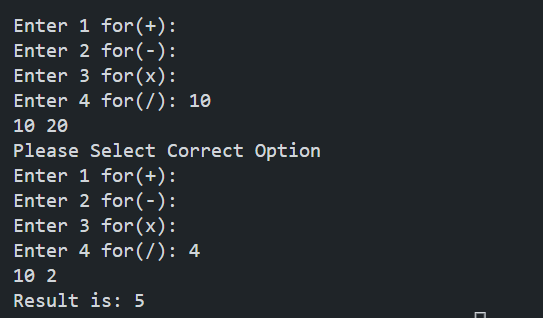 Enter 1 for(+):
Enter 2 for(-):
Enter 3 for(x):
Enter 4 for(/): 10
10 20
Please Select Correct Option
Enter 1 for(+):
Enter 2 for(-):
Enter 3 for(x):
Enter 4 for(/): 4
10 2
Result is: 5